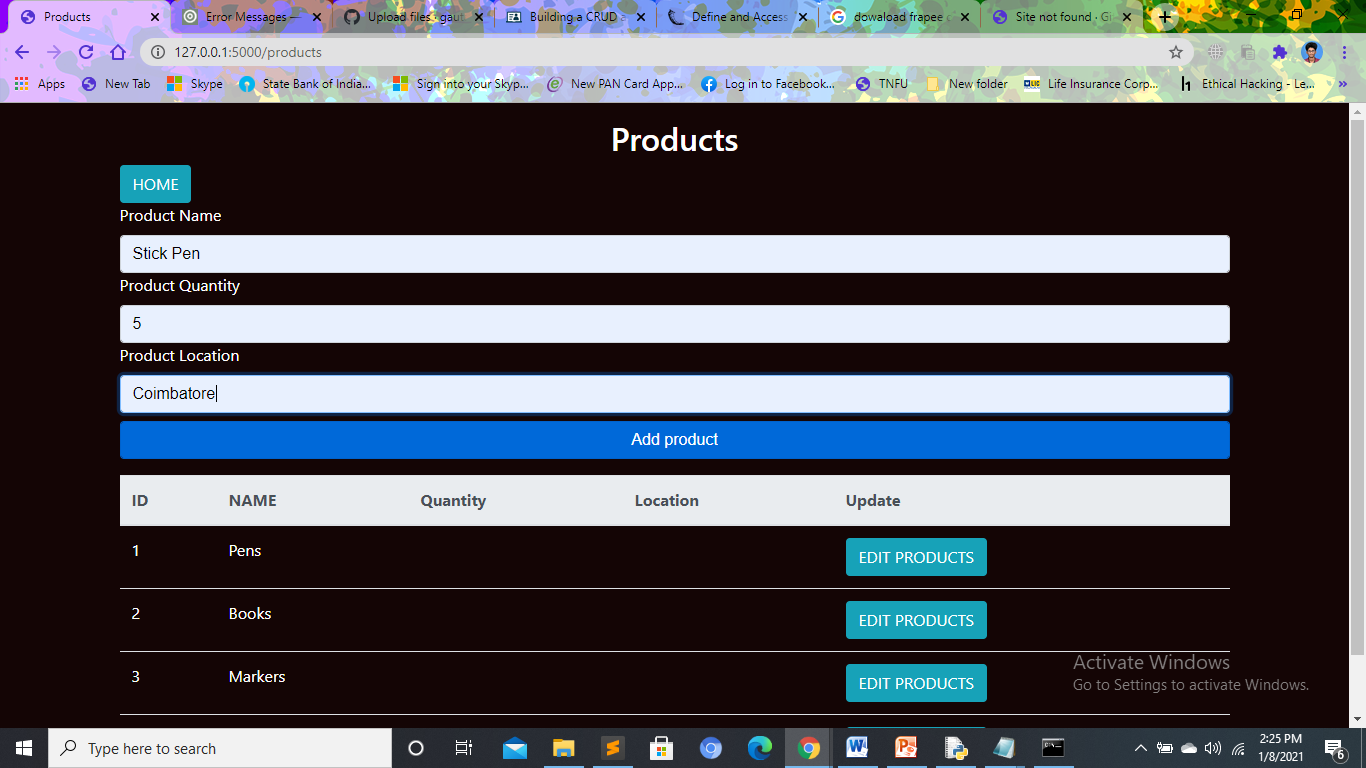 Products
Error Messages —
Upload files · gaut
Building a CRUD a
Define and Access
dowaload frapee c
Site not found · Gi
127.0.0.1:5000/products
Apps
New Tab
Skype
State Bank of India...
Sign into your Skyp...
New PAN Card App...
Log in to Facebook...
TNFU
New folder
Life Insurance Corp...
Ethical Hacking - Le...
»
Products
HOME
Product Name
Stick Pen
Product Quantity
5
Product Location
Coimbatore
Add product
ID NAME Quantity Location Update
1 Pens EDIT PRODUCTS
2 Books EDIT PRODUCTS
3 Markers EDIT PRODUCTS
Activate Windows
Go to Settings to activate Windows.
Type here to search
2:25 PM
1/8/2021
6